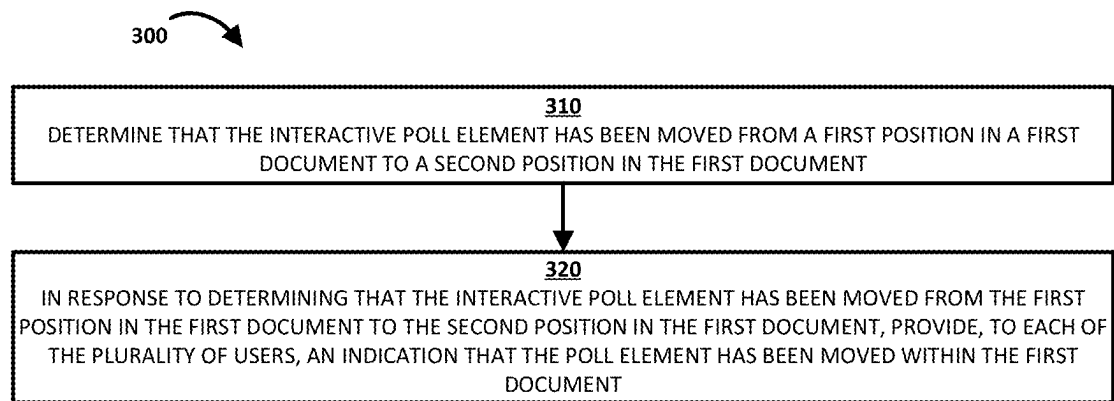 300
310
DETERMINE THAT THE INTERACTIVE POLL ELEMENT HAS BEEN MOVED FROM A FIRST POSITION IN A FIRST
DOCUMENT TO A SECOND POSITION IN THE FIRST DOCUMENT
320
IN RESPONSE TO DETERMINING THAT THE INTERACTIVE POLL ELEMENT HAS BEEN MOVED FROM THE FIRST
POSITION IN THE FIRST DOCUMENT TO THE SECOND POSITION IN THE FIRST DOCUMENT, PROVIDE, TO EACH OF
THE PLURALITY OF USERS, AN INDICATION THAT THE POLL ELEMENT HAS BEEN MOVED WITHIN THE FIRST
DOCUMENT